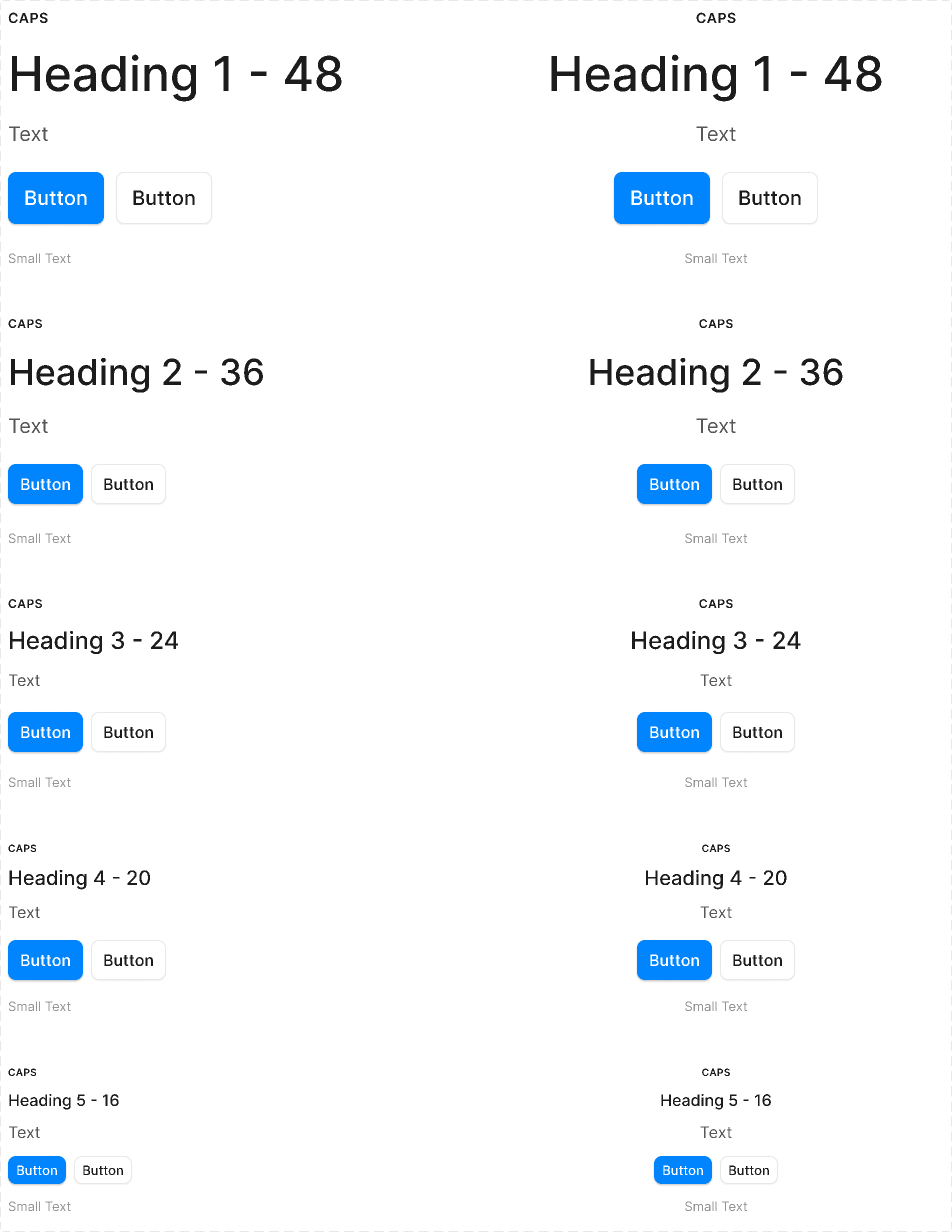 CAPS
Heading 1 - 48
Text
Button Button
Small Text
CAPS
Heading 1 - 48
Text
Button Button
Small Text
CAPS
Heading 2 - 36
Text
Button Button
Small Text
CAPS
Heading 2 - 36
Text
Button Button
Small Text
CAPS
Heading 3 - 24
Text
Button Button
Small Text
CAPS
Heading 3 - 24
Text
Button Button
Small Text
CAPS
Heading 4 - 20
Text
Button Button
Small Text
CAPS
Heading 4 - 20
Text
Button Button
Small Text
CAPS
Heading 5 - 16
Text
Button Button
Small Text
CAPS
Heading 5 - 16
Text
Button Button
Small Text